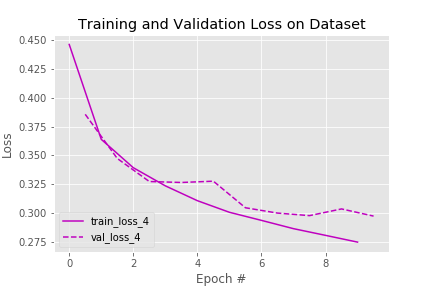 Training and Validation Loss on Dataset
0.450
0.425
0.400
0.375
0.350
0.325
0.300
0.275
Loss
train_loss_4
val_loss_4
0 2 4 6 8
Epoch #